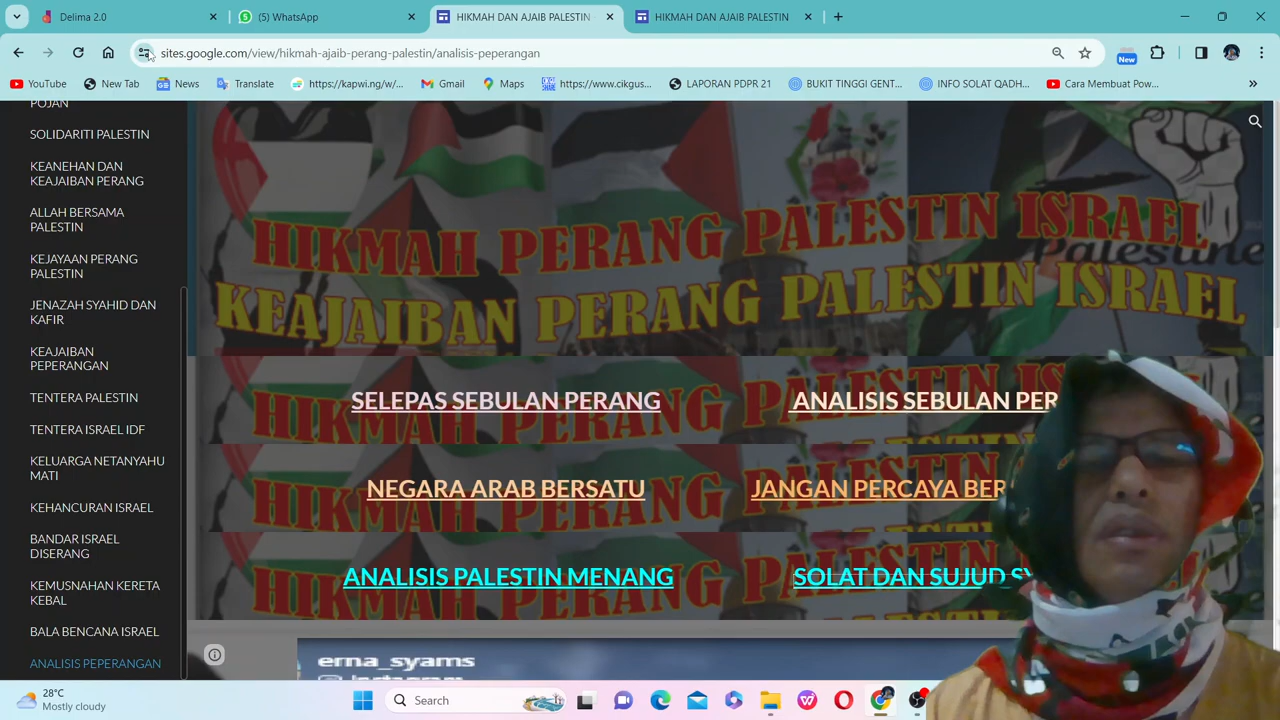 Delima 2.0
(5) WhatsApp
HIKMAH DAN AJAIB PALESTIN
HIKMAH DAN AJAIB PALESTIN
sites.google.com/view/hikmah-ajaib-perang-palestin/analisis-peperangan
New
YouTube
New Tab
News
Translate
https://kapwi.ng/w/...
Gmail
Maps
https://www.cikgus...
LAPORAN PDPR 21
BUKIT TINGGI GENT...
INFO SOLAT QADH...
Cara Membuat Pow...
POJAN
SOLIDARITI PALESTIN
KEANEHAN DAN
KEAJAIBAN PERANG
ALLAH BERSAMA
PALESTIN
KEJAYAAN PERANG
PALESTIN
JENAZAH SYAHID DAN
KAFIR
KEAJAIBAN
PEPERANGAN
TENTERA PALESTIN
TENTERA ISRAEL IDF
KELUARGA NETANYAHU
MATI
KEHANCURAN ISRAEL
BANDAR ISRAEL
DISERANG
KEMUSNAHAN KERETA
KEBAL
BALA BENCANA ISRAEL
ANALISIS PEPERANGAN
HIKMAH PERANG PALESTIN ISRAEL
Palestine
KEAJAIBAN PERANG PALESTIN ISRAEL
SELEPAS SEBULAN PERANG
ANALISIS SEBULAN PER
NEGARA ARAB BERSATU
JANGAN PERCAYA BER
ANALISIS PALESTIN MENANG
SOLAT DAN SUJUD SY
erna_syams
28°C
Mostly cloudy
Search